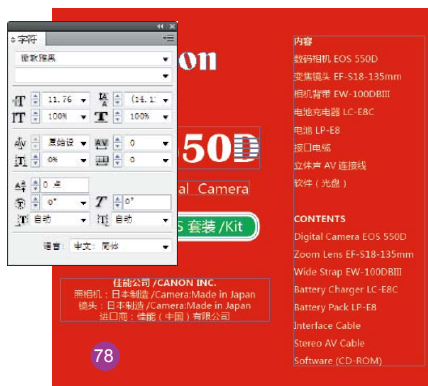 字符
微软雅黑
11.76
(14.1
100%
100%
原始设
0
0%
0
0 点
0°
0°
自动
自动
语言: 中文: 简体
on
50D
al Camera
S 套装 /Kit
佳能公司 /CANON INC.
照相机：日本制造 /Camera:Made in Japan
镜头：日本制造 /Camera:Made in Japan
进口商：佳能（中国）有限公司
78
内容
数码相机 EOS 550D
变焦镜头 EF-S18-135mm
相机背带 EW-100DBIII
电池充电器 LC-E8C
电池 LP-E8
接口电缆
立体声 AV 连接线
软件（光盘）
CONTENTS
Digital Camera EOS 550D
Zoom Lens EF-S18-135mm
Wide Strap EW-100DBIII
Battery Charger LC-E8C
Battery Pack LP-E8
Interface Cable
Stereo AV Cable
Software (CD-ROM)